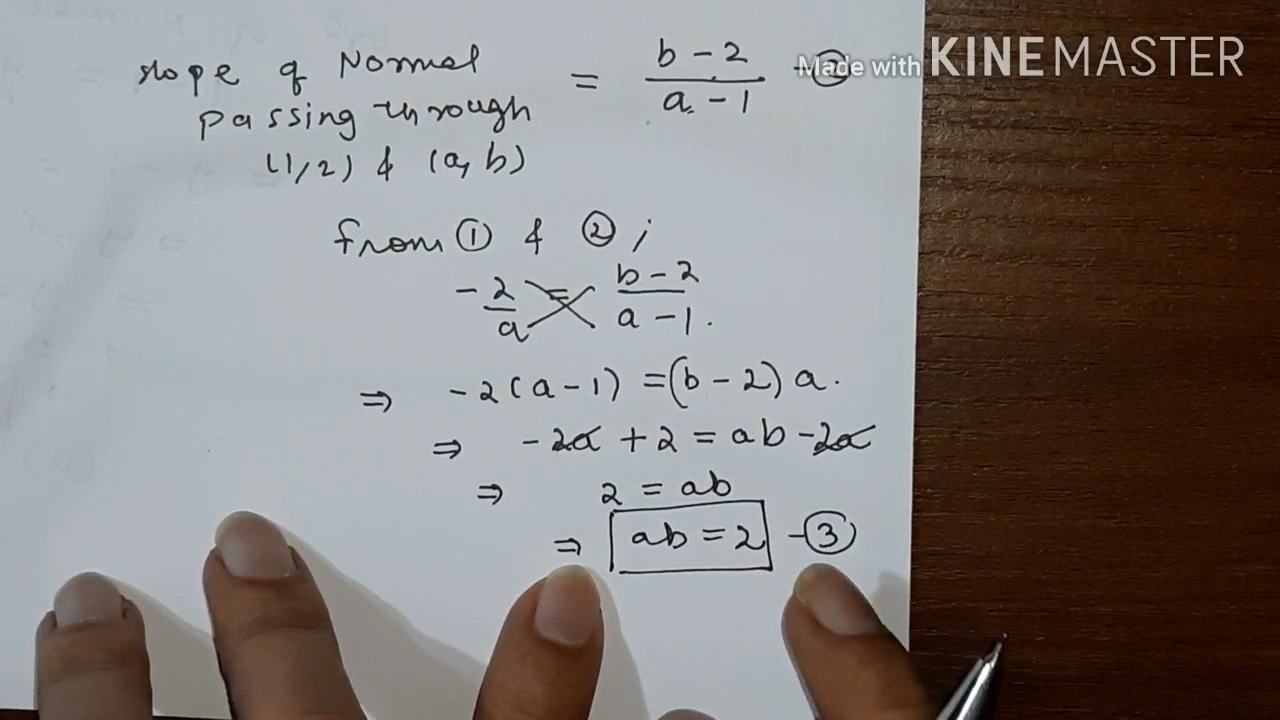 slope of Normal
passing through
(1,2) & (a, b)
= b - 2 / a - 1 - ②
Made with KINEMASTER
from ① & ② ;
- 2 / a = b - 2 / a - 1 .
⇒ - 2 (a - 1) = (b - 2) a .
⇒ - 2a + 2 = ab - 2a
⇒ 2 = ab
⇒ ab = 2 - ③